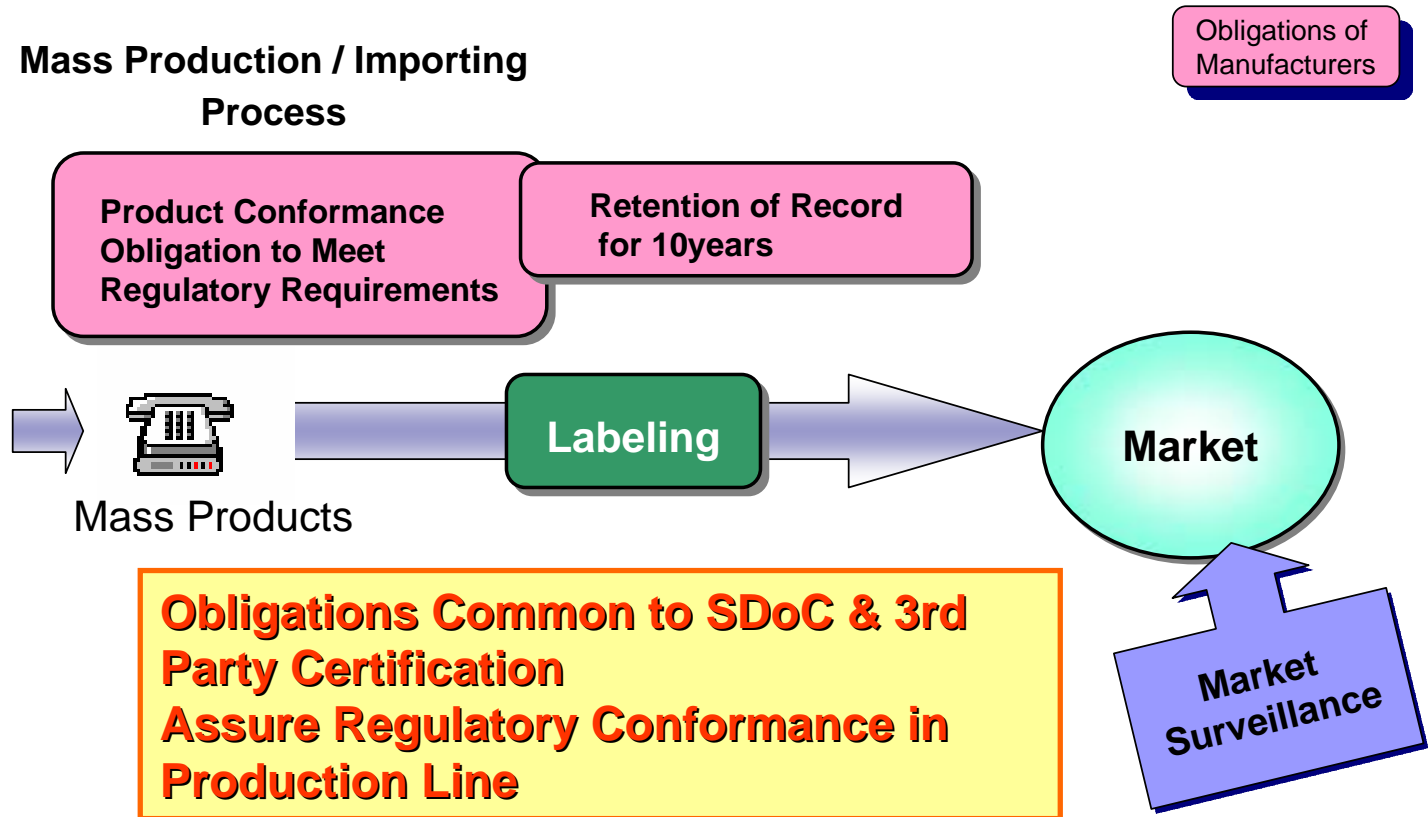 Mass Production / Importing
Process
Obligations of
Manufacturers
Product Conformance
Obligation to Meet
Regulatory Requirements
Retention of Record
for 10years
Labeling
Market
Mass Products
Obligations Common to SDoC & 3rd
Party Certification
Assure Regulatory Conformance in
Production Line
Market
Surveillance